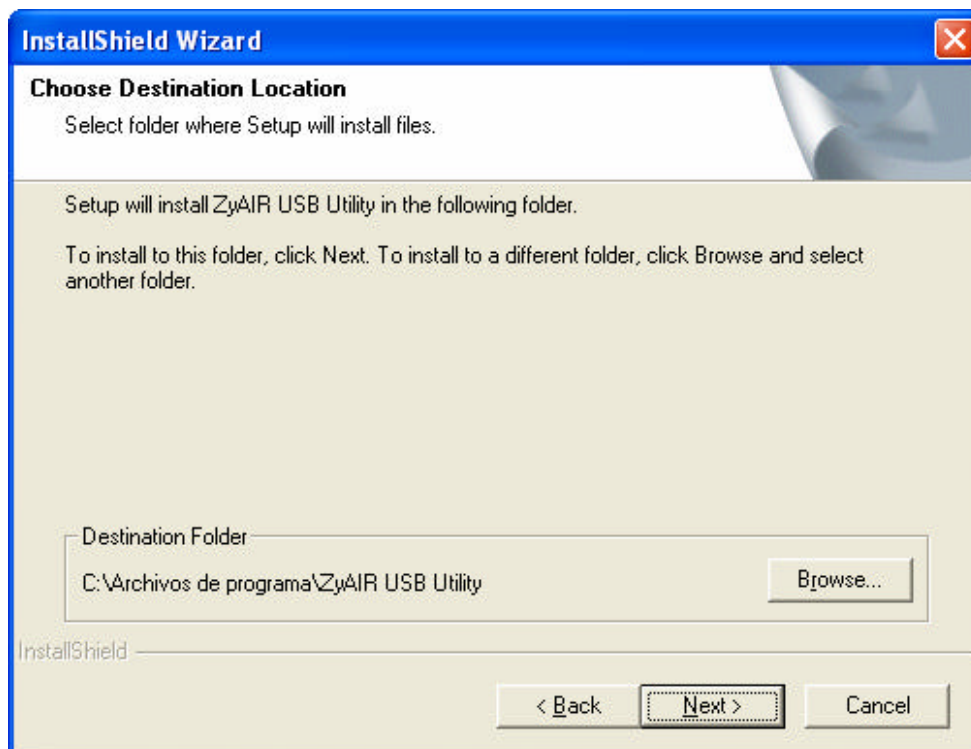 InstallShield Wizard
Choose Destination Location
Select folder where Setup will install files.
Setup will install ZyAIR USB Utility in the following folder.
To install to this folder, click Next. To install to a different folder, click Browse and select
another folder.
Destination Folder
C:\Archivos de programa\ZyAIR USB Utility
Browse...
InstallShield
< Back
Next >
Cancel